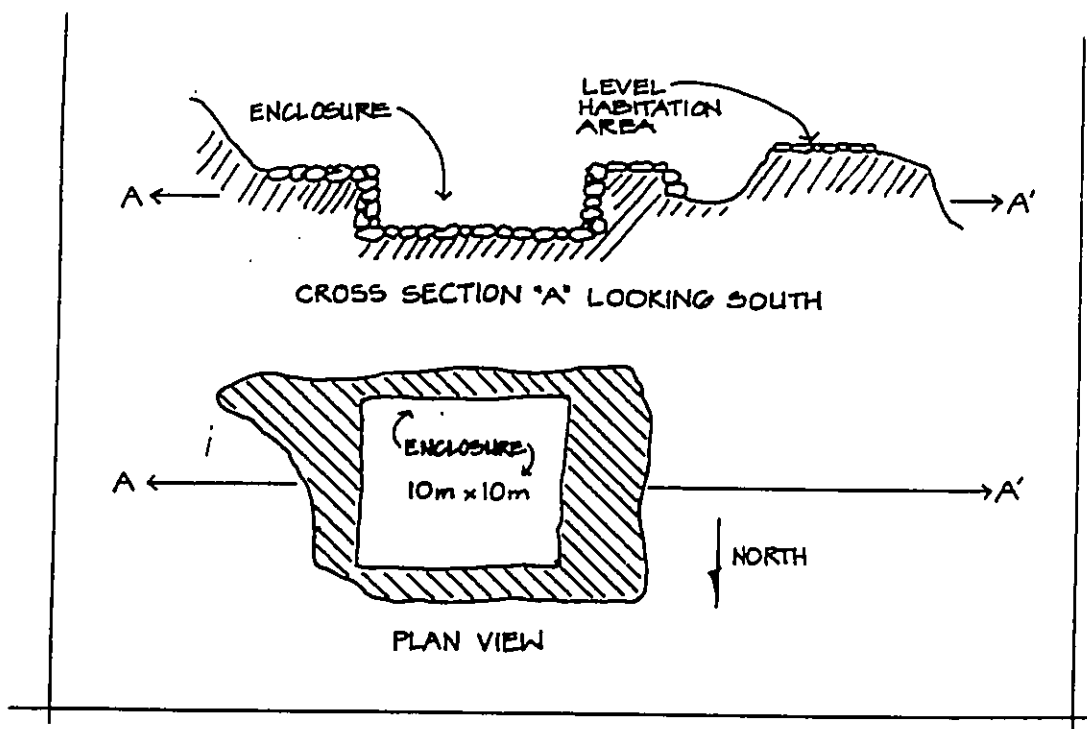 ENCLOSURE
LEVEL
HABITATION
AREA
A
A'
CROSS SECTION "A" LOOKING SOUTH
ENCLOSURE
10m x 10m
A
A'
NORTH
PLAN VIEW